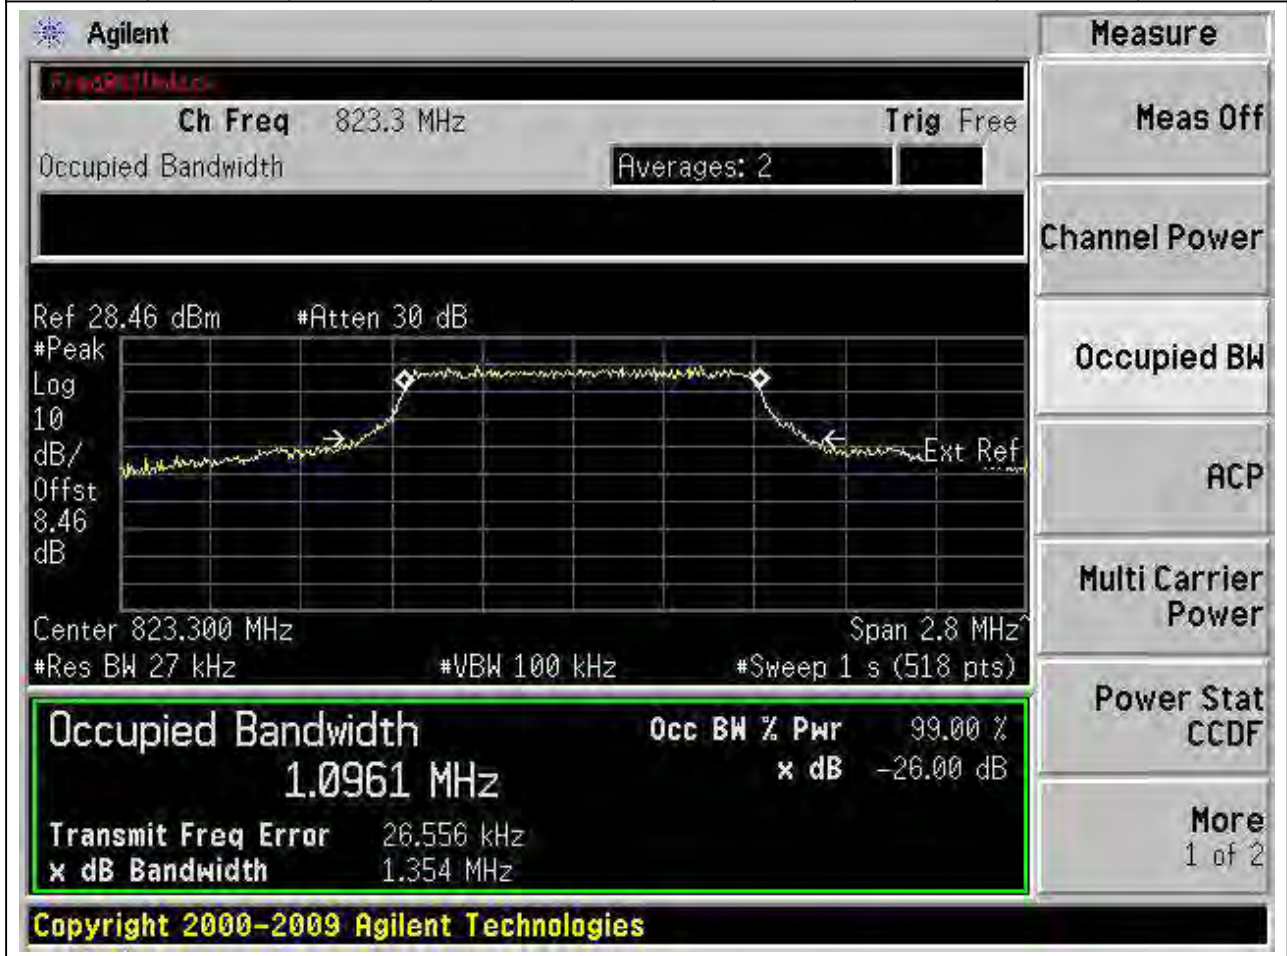 Agilent
Measure
Ch Freq 823.3 MHz Trig Free
Meas Off
Occupied Bandwidth Averages: 2
Channel Power
Ref 28.46 dBm #Atten 30 dB
#Peak
Log
10
dB/
Offst
8.46
dB
Ext Ref
Occupied BW
ACP
Center 823.300 MHz Span 2.8 MHz^
#Res BW 27 kHz #VBW 100 kHz #Sweep 1 s (518 pts)
Multi Carrier
Power
Occupied Bandwidth Occ BW % Pwr 99.00 %
1.0961 MHz x dB -26.00 dB
Transmit Freq Error 26.556 kHz
x dB Bandwidth 1.354 MHz
Power Stat
CCDF
More
1 of 2
Copyright 2000-2009 Agilent Technologies